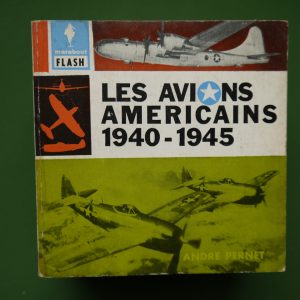 marabout
FLASH
LES AVIONS
AMERICAINS
1940-1945
ANDRE PERNET